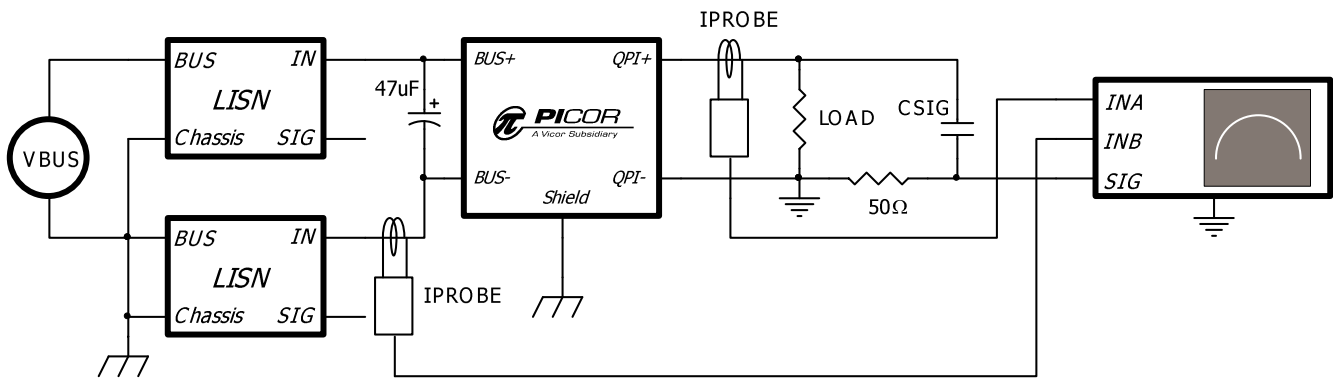 IPROBE
BUS
IN
LISN
Chassis
SIG
VBUS
47uF
+
BUS+
QPI+
PICOR
A Vicor Subsidiary
BUS-
QPI-
Shield
LOAD
CSIG
50Ω
INA
INB
SIG
BUS
IN
LISN
Chassis
SIG
IPROBE